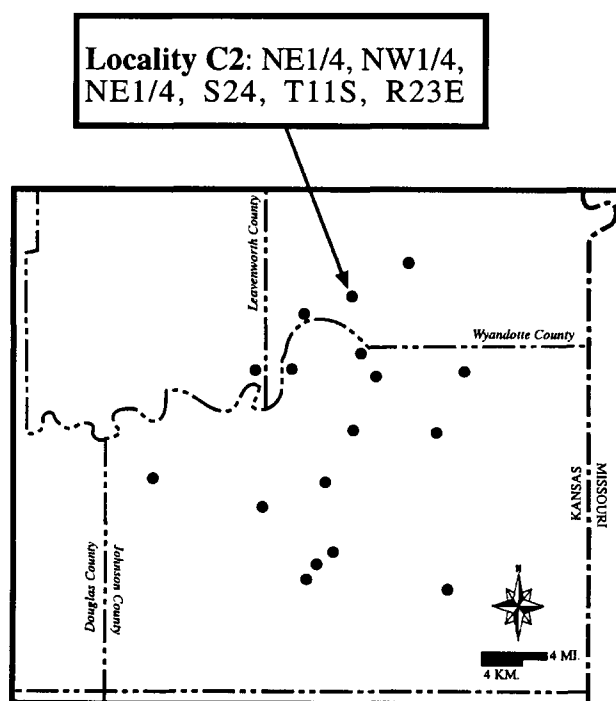 Locality C2: NE1/4, NW1/4,
NE1/4, S24, T11S, R23E
Leavenworth County
Wyandotte County
KANSAS
MISSOURI
Douglas County
Johnson County
N
4 MI.
4 KM.